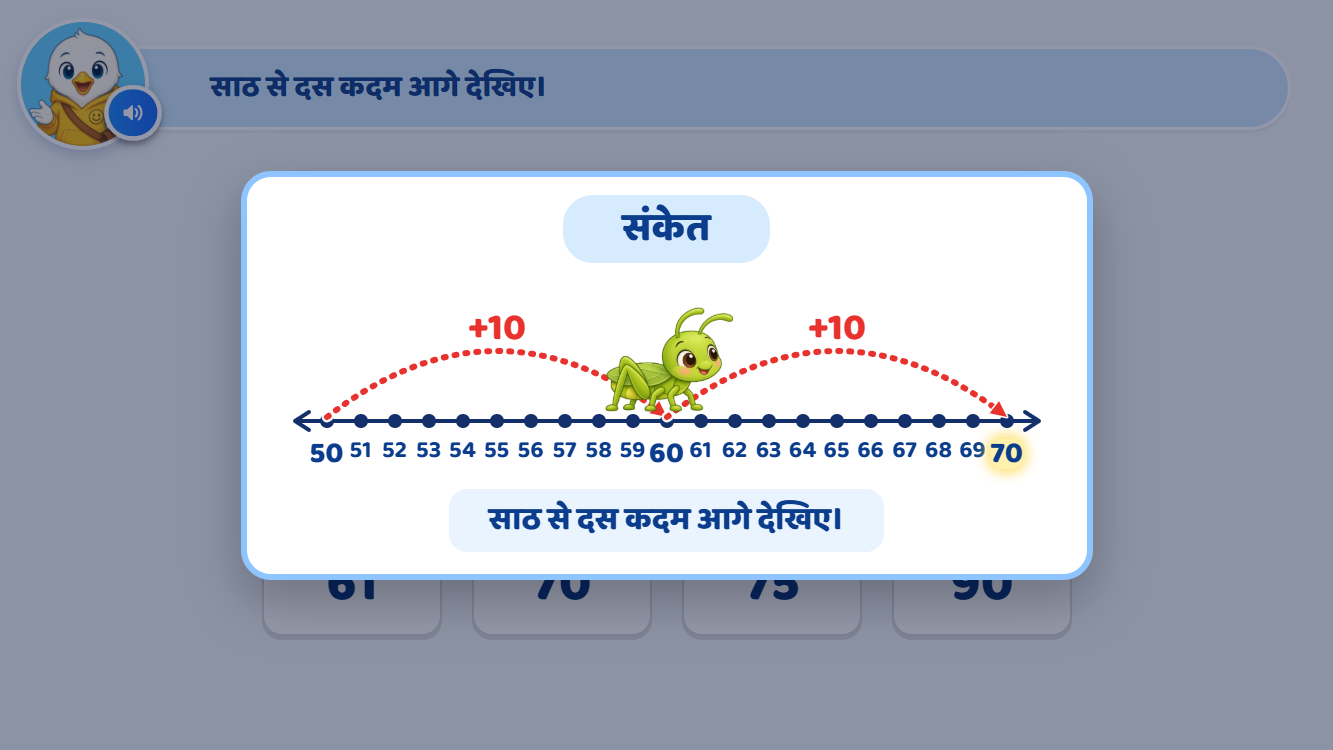 साठ से दस कदम आगे देखिए।
संकेत
+10 +10
50 51 52 53 54 55 56 57 58 59 60 61 62 63 64 65 66 67 68 69 70
साठ से दस कदम आगे देखिए।
61 70 75 90